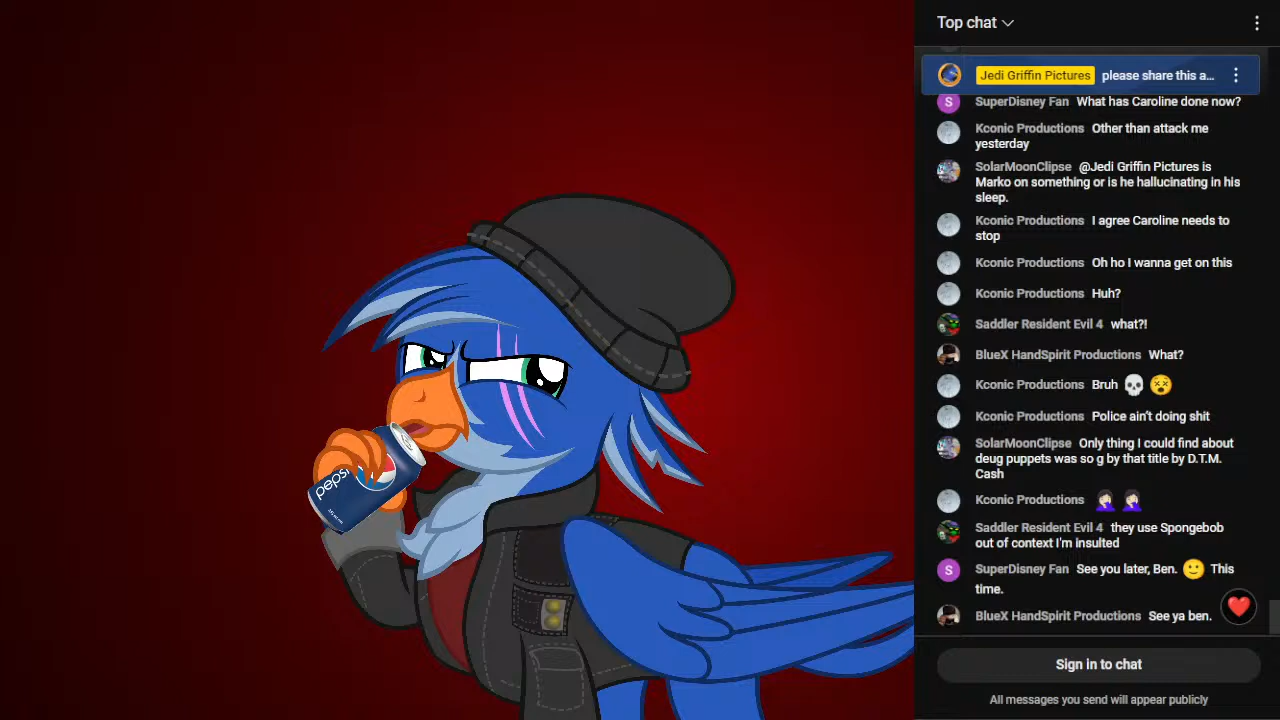 Top chat
Jedi Griffin Pictures please share this a...
S SuperDisney Fan What has Caroline done now?
Kconic Productions Other than attack me
yesterday
SolarMoonClipse @Jedi Griffin Pictures is
Marko on something or is he hallucinating in his
sleep.
Kconic Productions I agree Caroline needs to
stop
Kconic Productions Oh ho I wanna get on this
Kconic Productions Huh?
Saddler Resident Evil 4 what?!
BlueX HandSpirit Productions What?
Kconic Productions Bruh 💀 😵
Kconic Productions Police ain't doing shit
SolarMoonClipse Only thing I could find about
deug puppets was so g by that title by D.T.M.
Cash
Kconic Productions 🤦🏻‍♀️ 🤦🏻‍♀️
Saddler Resident Evil 4 they use Spongebob
out of context I'm insulted
S SuperDisney Fan See you later, Ben. 🙂 This
time.
BlueX HandSpirit Productions See ya ben.
Sign in to chat
All messages you send will appear publicly
pepsi